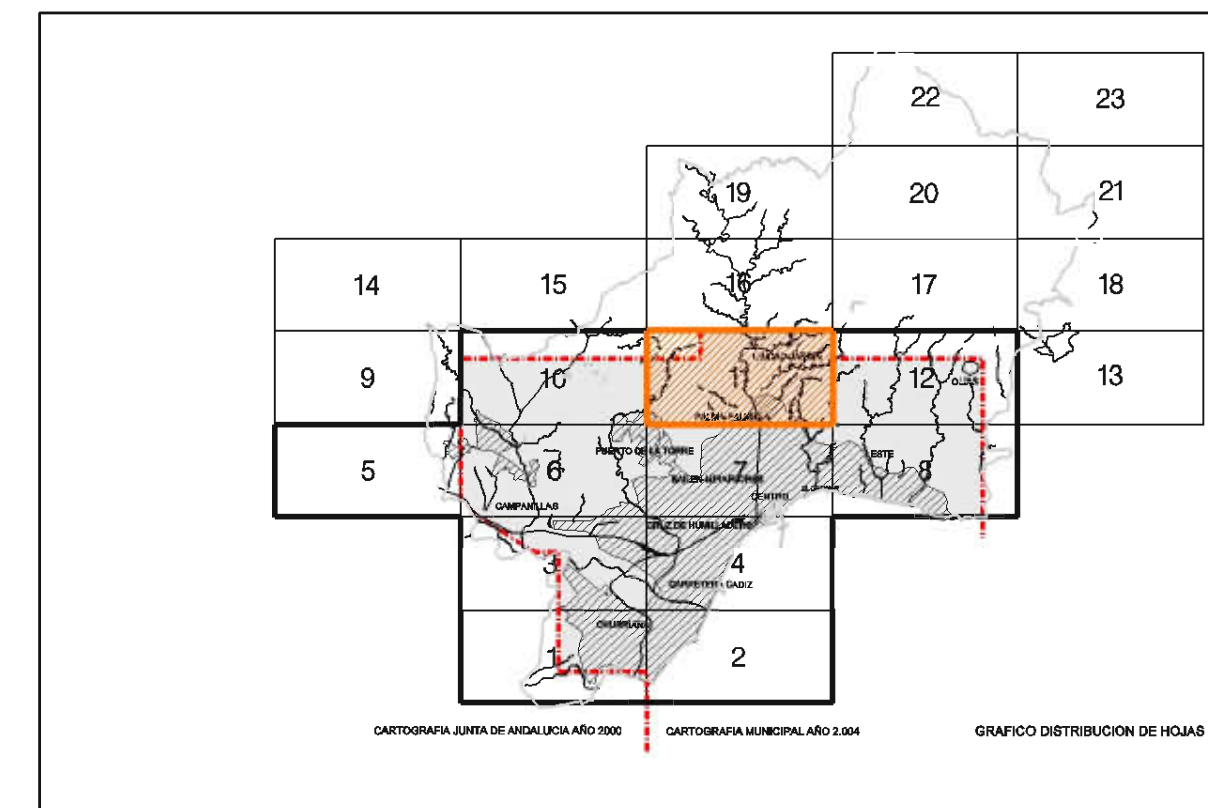 22 23
19 20 21
14 15 16 17 18
9 10 11 12 13
OLIAS
PUERTO DE LA TORRE
ESTE
5 6 7 8
CAMPANILLAS
CENTRO
CRUZ DE HUMILLADERO
3 4
CHURRIANA
1 2
CARTOGRAFIA JUNTA DE ANDALUCIA AÑO 2000
CARTOGRAFIA MUNICIPAL AÑO 2.004
GRAFICO DISTRIBUCION DE HOJAS